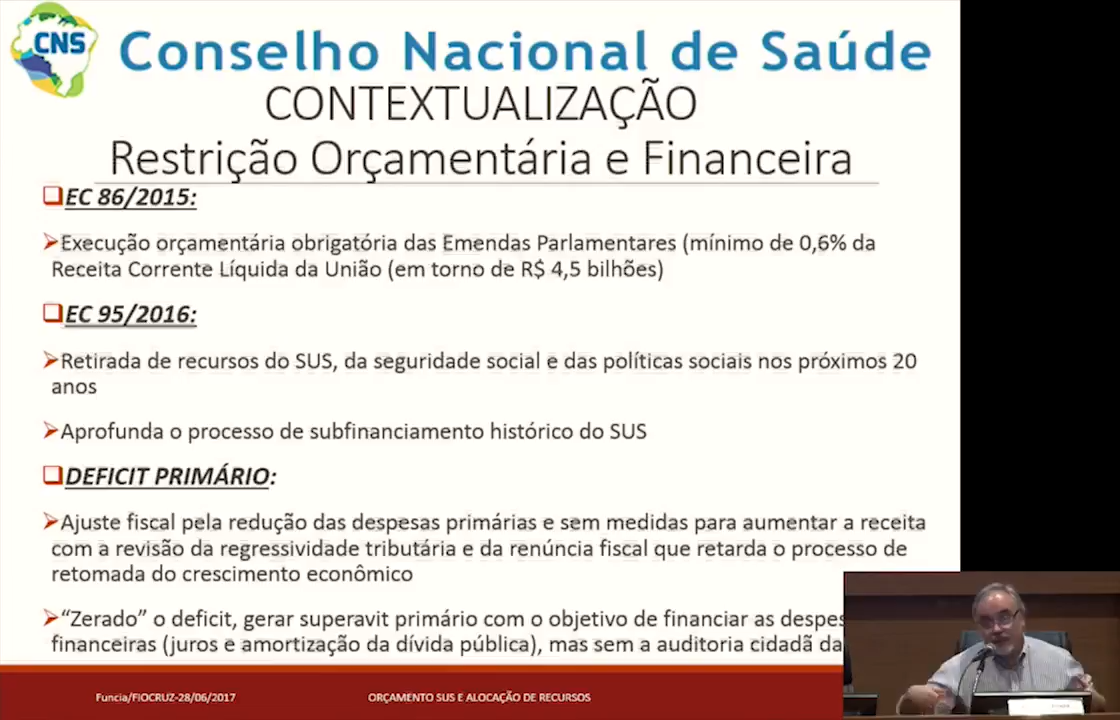 CNS
Conselho Nacional de Saúde
CONTEXTUALIZAÇÃO
Restrição Orçamentária e Financeira
EC 86/2015:
Execução orçamentária obrigatória das Emendas Parlamentares (mínimo de 0,6% da
Receita Corrente Líquida da União (em torno de R$ 4,5 bilhões)
EC 95/2016:
Retirada de recursos do SUS, da seguridade social e das políticas sociais nos próximos 20
anos
Aprofunda o processo de subfinanciamento histórico do SUS
DEFICIT PRIMÁRIO:
Ajuste fiscal pela redução das despesas primárias e sem medidas para aumentar a receita
com a revisão da regressividade tributária e da renúncia fiscal que retarda o processo de
retomada do crescimento econômico
“Zerado” o deficit, gerar superavit primário com o objetivo de financiar as despes
financeiras (juros e amortização da dívida pública), mas sem a auditoria cidadã da
Funcia/FIOCRUZ-28/06/2017
ORÇAMENTO SUS E ALOCAÇÃO DE RECURSOS